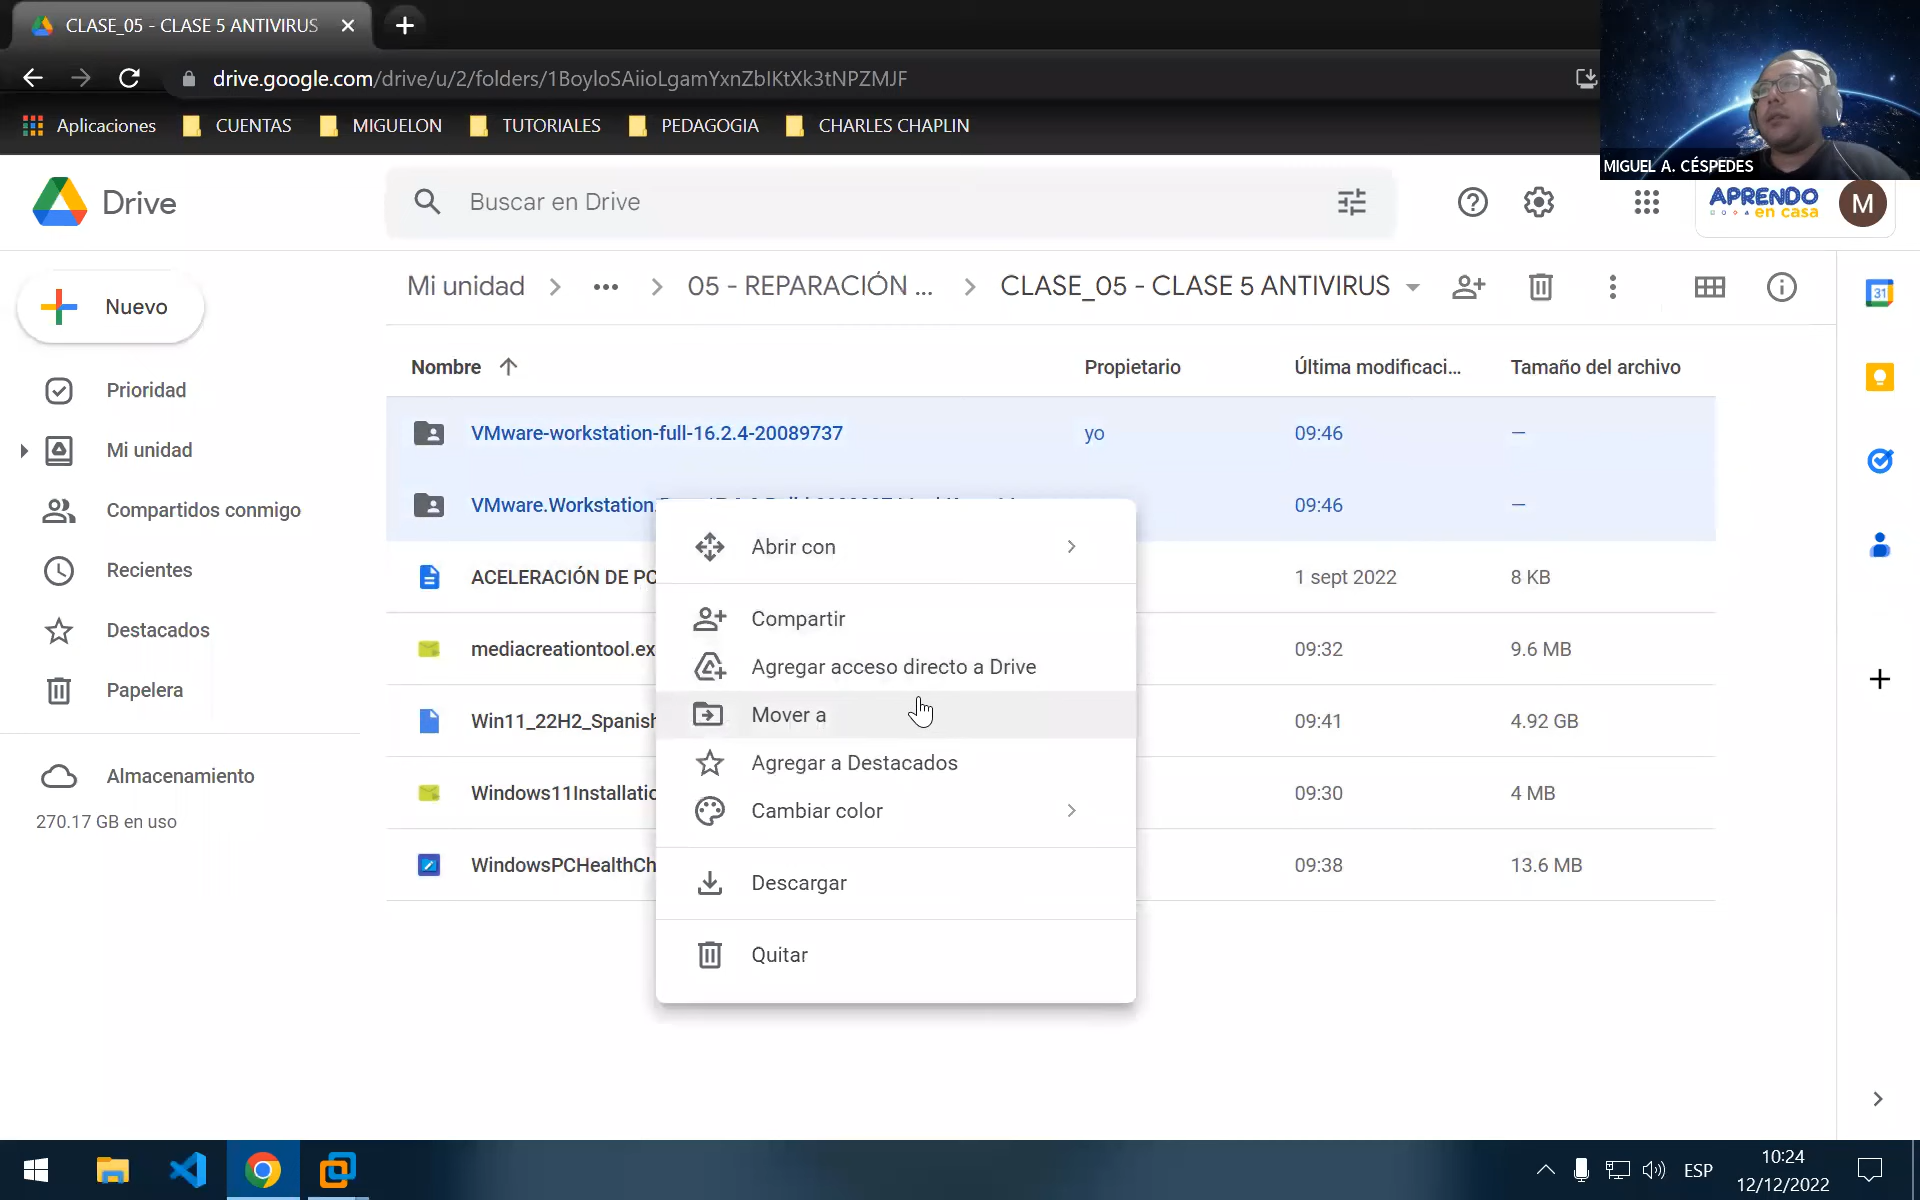 CLASE_05 - CLASE 5 ANTIVIRUS
drive.google.com/drive/u/2/folders/1BoyloSAiioLgamYxnZbIKtXk3tNPZMJF
Aplicaciones CUENTAS MIGUELON TUTORIALES PEDAGOGIA CHARLES CHAPLIN
MIGUEL A. CÉSPEDES
Drive
Buscar en Drive
APRENDO
en casa
M
Nuevo
Mi unidad ••• 05 - REPARACIÓN ... CLASE_05 - CLASE 5 ANTIVIRUS
31
Prioridad
Mi unidad
Compartidos conmigo
Recientes
Destacados
Papelera
Almacenamiento
270.17 GB en uso
Nombre Propietario Última modificaci... Tamaño del archivo
VMware-workstation-full-16.2.4-20089737 yo 09:46 —
VMware.Workstation 09:46 —
ACELERACIÓN DE PC 1 sept 2022 8 KB
mediacreationtool.ex 09:32 9.6 MB
Win11_22H2_Spanish 09:41 4.92 GB
Windows11Installatio 09:30 4 MB
WindowsPCHealthCh 09:38 13.6 MB
Abrir con
Compartir
Agregar acceso directo a Drive
Mover a
Agregar a Destacados
Cambiar color
Descargar
Quitar
ESP
10:24
12/12/2022